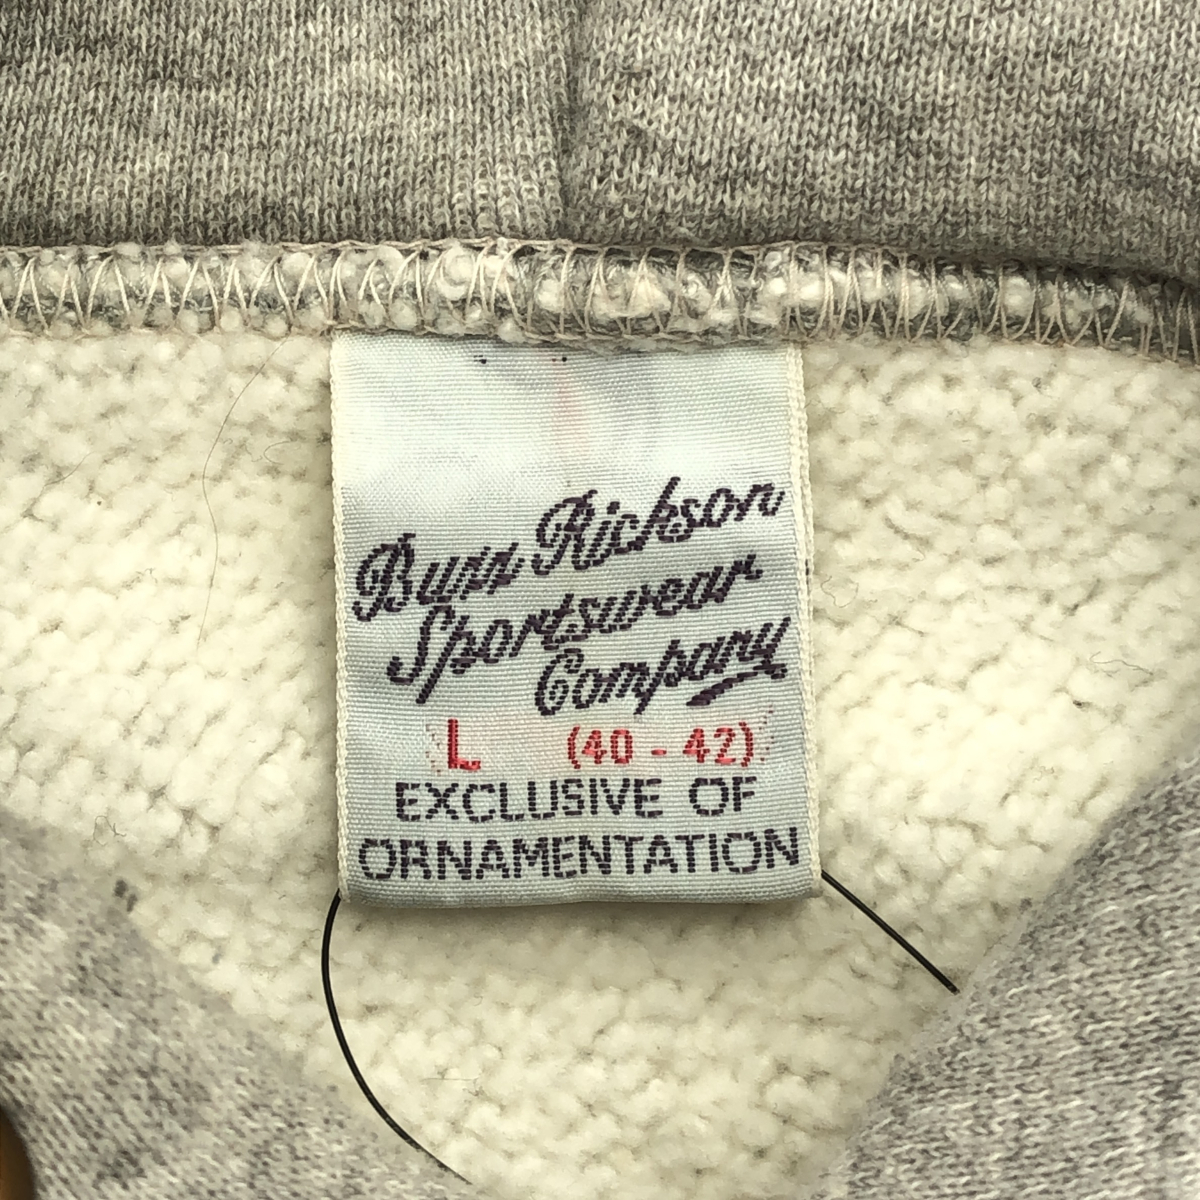 Buzz Rickson
Sportswear
Company
L (40 - 42)
EXCLUSIVE OF
ORNAMENTATION